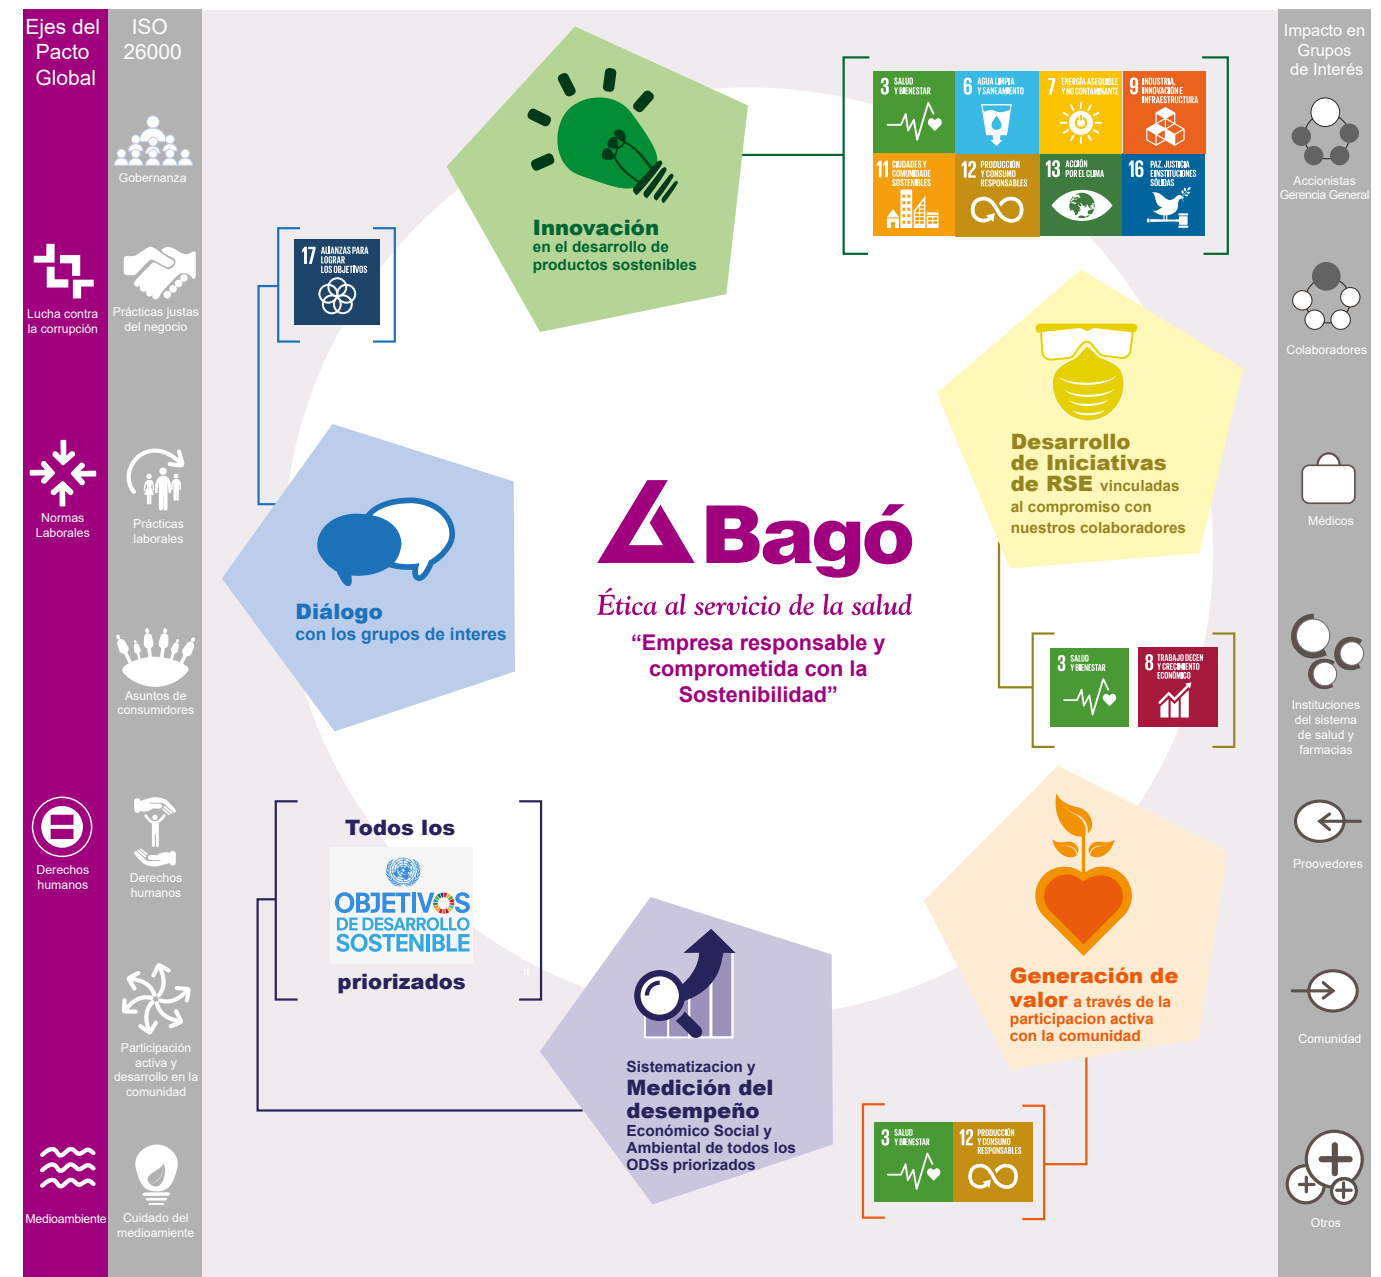 Ejes del
Pacto
Global
Lucha contra
la corrupción
Normas
Laborales
Derechos
humanos
Medioambiente
ISO
26000
Gobernanza
Prácticas justas
del negocio
Prácticas
laborales
Asuntos de
consumidores
Derechos
humanos
Participación
activa y
desarrollo en la
comunidad
Cuidado del
medioamiente
Innovación
en el desarrollo de
productos sostenibles
3 SALUD
Y BIENESTAR
6 AGUA LIMPIA
Y SANEAMIENTO
7 ENERGÍA ASEQUIBLE
Y NO CONTAMINANTE
9 INDUSTRIA,
INNOVACIÓN E
INFRAESTRUCTURA
11 CIUDADES Y
COMUNIDADE
SOSTENIBLES
12 PRODUCCIÓN
Y CONSUMO
RESPONSABLES
13 ACCIÓN
POR EL CLIMA
16 PAZ, JUSTICIA
E INSTITUCIONES
SÓLIDAS
17 ALIANZAS PARA
LOGRAR
LOS OBJETIVOS
Desarrollo
de Iniciativas
de RSE vinculadas
al compromiso con
nuestros colaboradores
3 SALUD
Y BIENESTAR
8 TRABAJO DECEN
Y CRECIMIENTO
ECONÓMICO
Diálogo
con los grupos de interes
Bagó
Ética al servicio de la salud
“Empresa responsable y
comprometida con la
Sostenibilidad”
Todos los
OBJETIVOS
DE DESARROLLO
SOSTENIBLE
priorizados
Sistematizacion y
Medición del
desempeño
Económico Social y
Ambiental de todos los
ODSs priorizados
Generación de
valor a través de la
participacion activa
con la comunidad
3 SALUD
Y BIENESTAR
12 PRODUCCIÓN
Y CONSUMO
RESPONSABLES
Impacto en
Grupos
de Interés
Accionistas
Gerencia General
Colaboradores
Médicos
Instituciones
del sistema
de salud y
farmacias
Proovedores
Comunidad
Otros